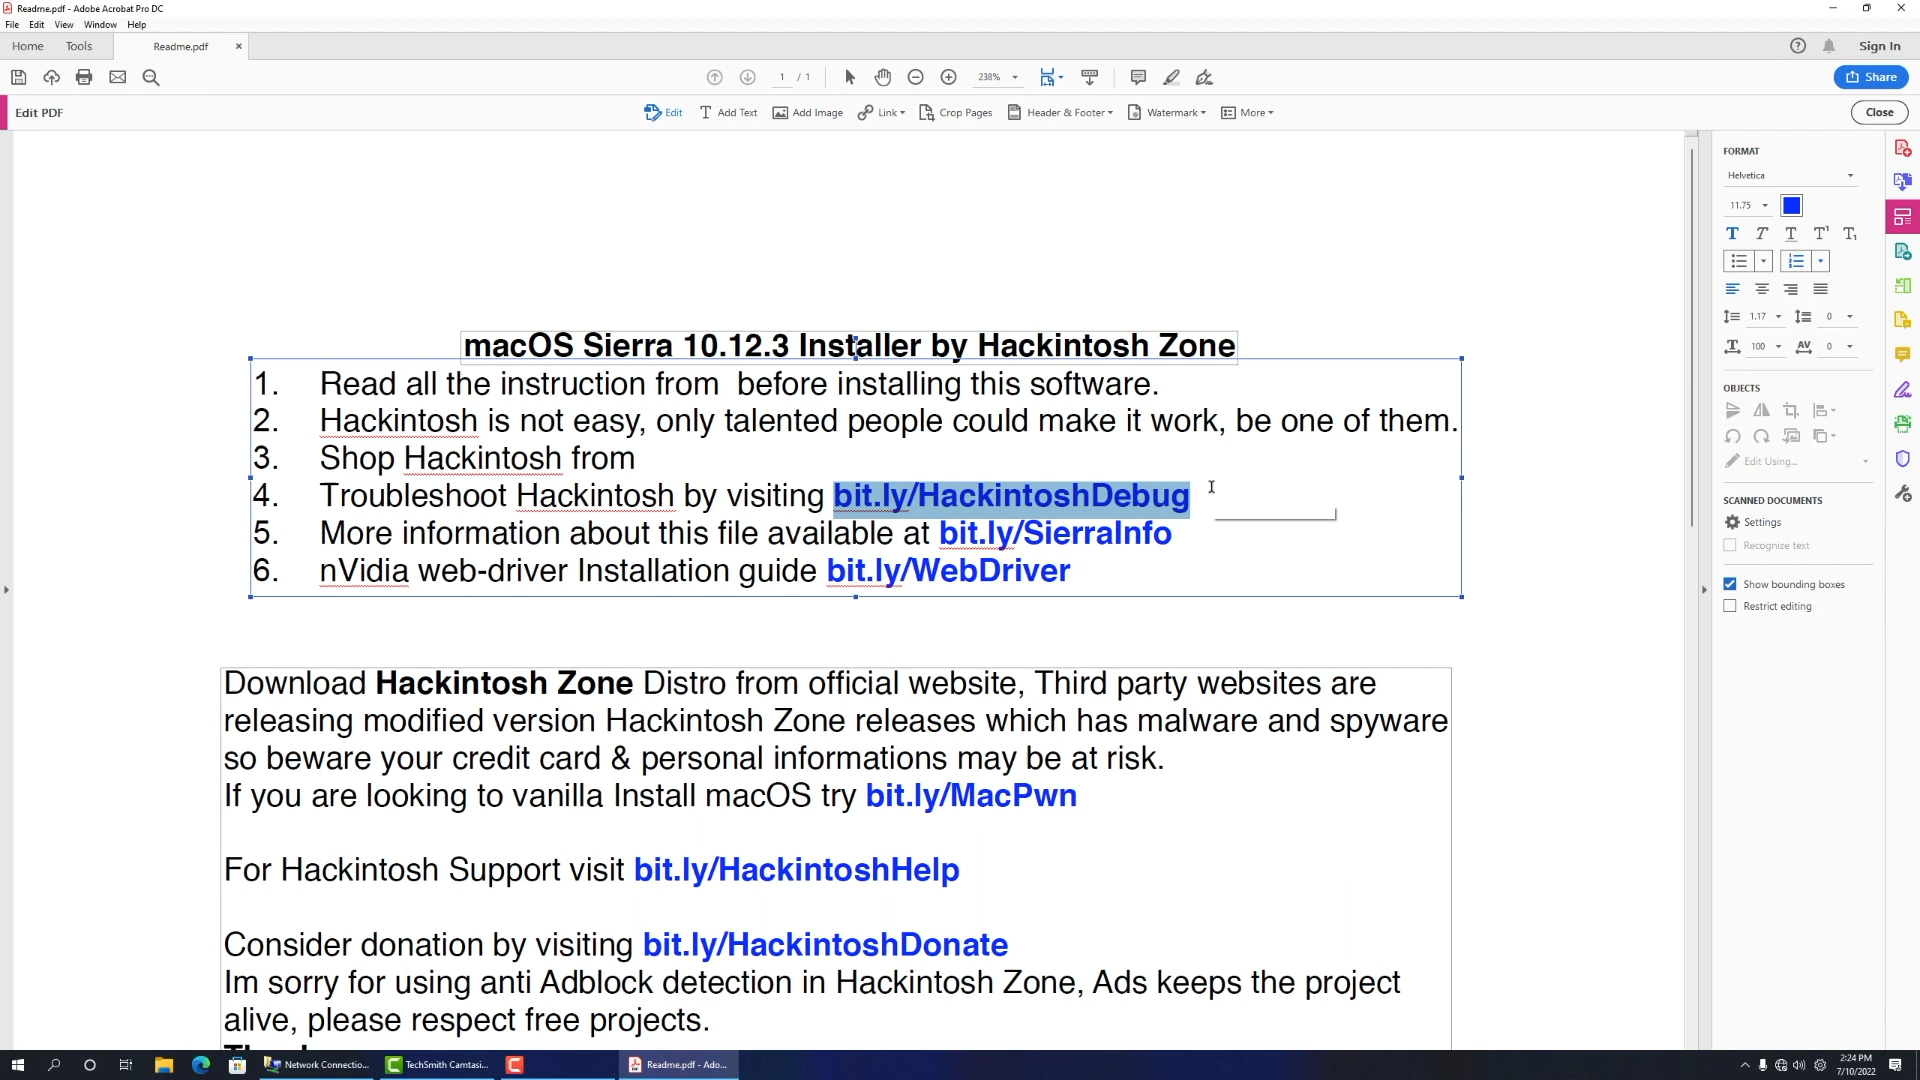 Readme.pdf - Adobe Acrobat Pro DC
File Edit View Window Help
Home Tools Readme.pdf × Sign In
1 / 1 238% Share
Edit PDF Edit Add Text Add Image Link Crop Pages Header & Footer Watermark More Close
FORMAT
Helvetica
11.75
1.17 0
100 0
OBJECTS
Edit Using...
SCANNED DOCUMENTS
Settings
Recognize text
Show bounding boxes
Restrict editing
macOS Sierra 10.12.3 Installer by Hackintosh Zone
1. Read all the instruction from  before installing this software.
2. Hackintosh is not easy, only talented people could make it work, be one of them.
3. Shop Hackintosh from
4. Troubleshoot Hackintosh by visiting bit.ly/HackintoshDebug
5. More information about this file available at bit.ly/SierraInfo
6. nVidia web-driver Installation guide bit.ly/WebDriver
Download Hackintosh Zone Distro from official website, Third party websites are
releasing modified version Hackintosh Zone releases which has malware and spyware
so beware your credit card & personal informations may be at risk.
If you are looking to vanilla Install macOS try bit.ly/MacPwn
For Hackintosh Support visit bit.ly/HackintoshHelp
Consider donation by visiting bit.ly/HackintoshDonate
Im sorry for using anti Adblock detection in Hackintosh Zone, Ads keeps the project
alive, please respect free projects.
Network Connectio... TechSmith Camtasi... Readme.pdf - Ado... 2:24 PM
7/10/2022